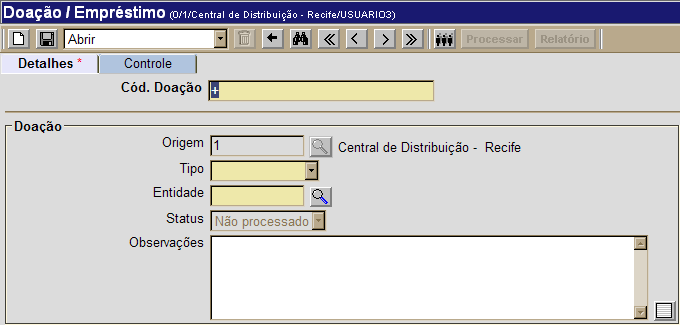 Doação / Empréstimo (0/1/Central de Distribuição - Recife/USUARIO3)
Abrir Processar Relatório
Detalhes * Controle
Cód. Doação +
Doação
Origem 1 Central de Distribuição - Recife
Tipo
Entidade
Status Não processado
Observações